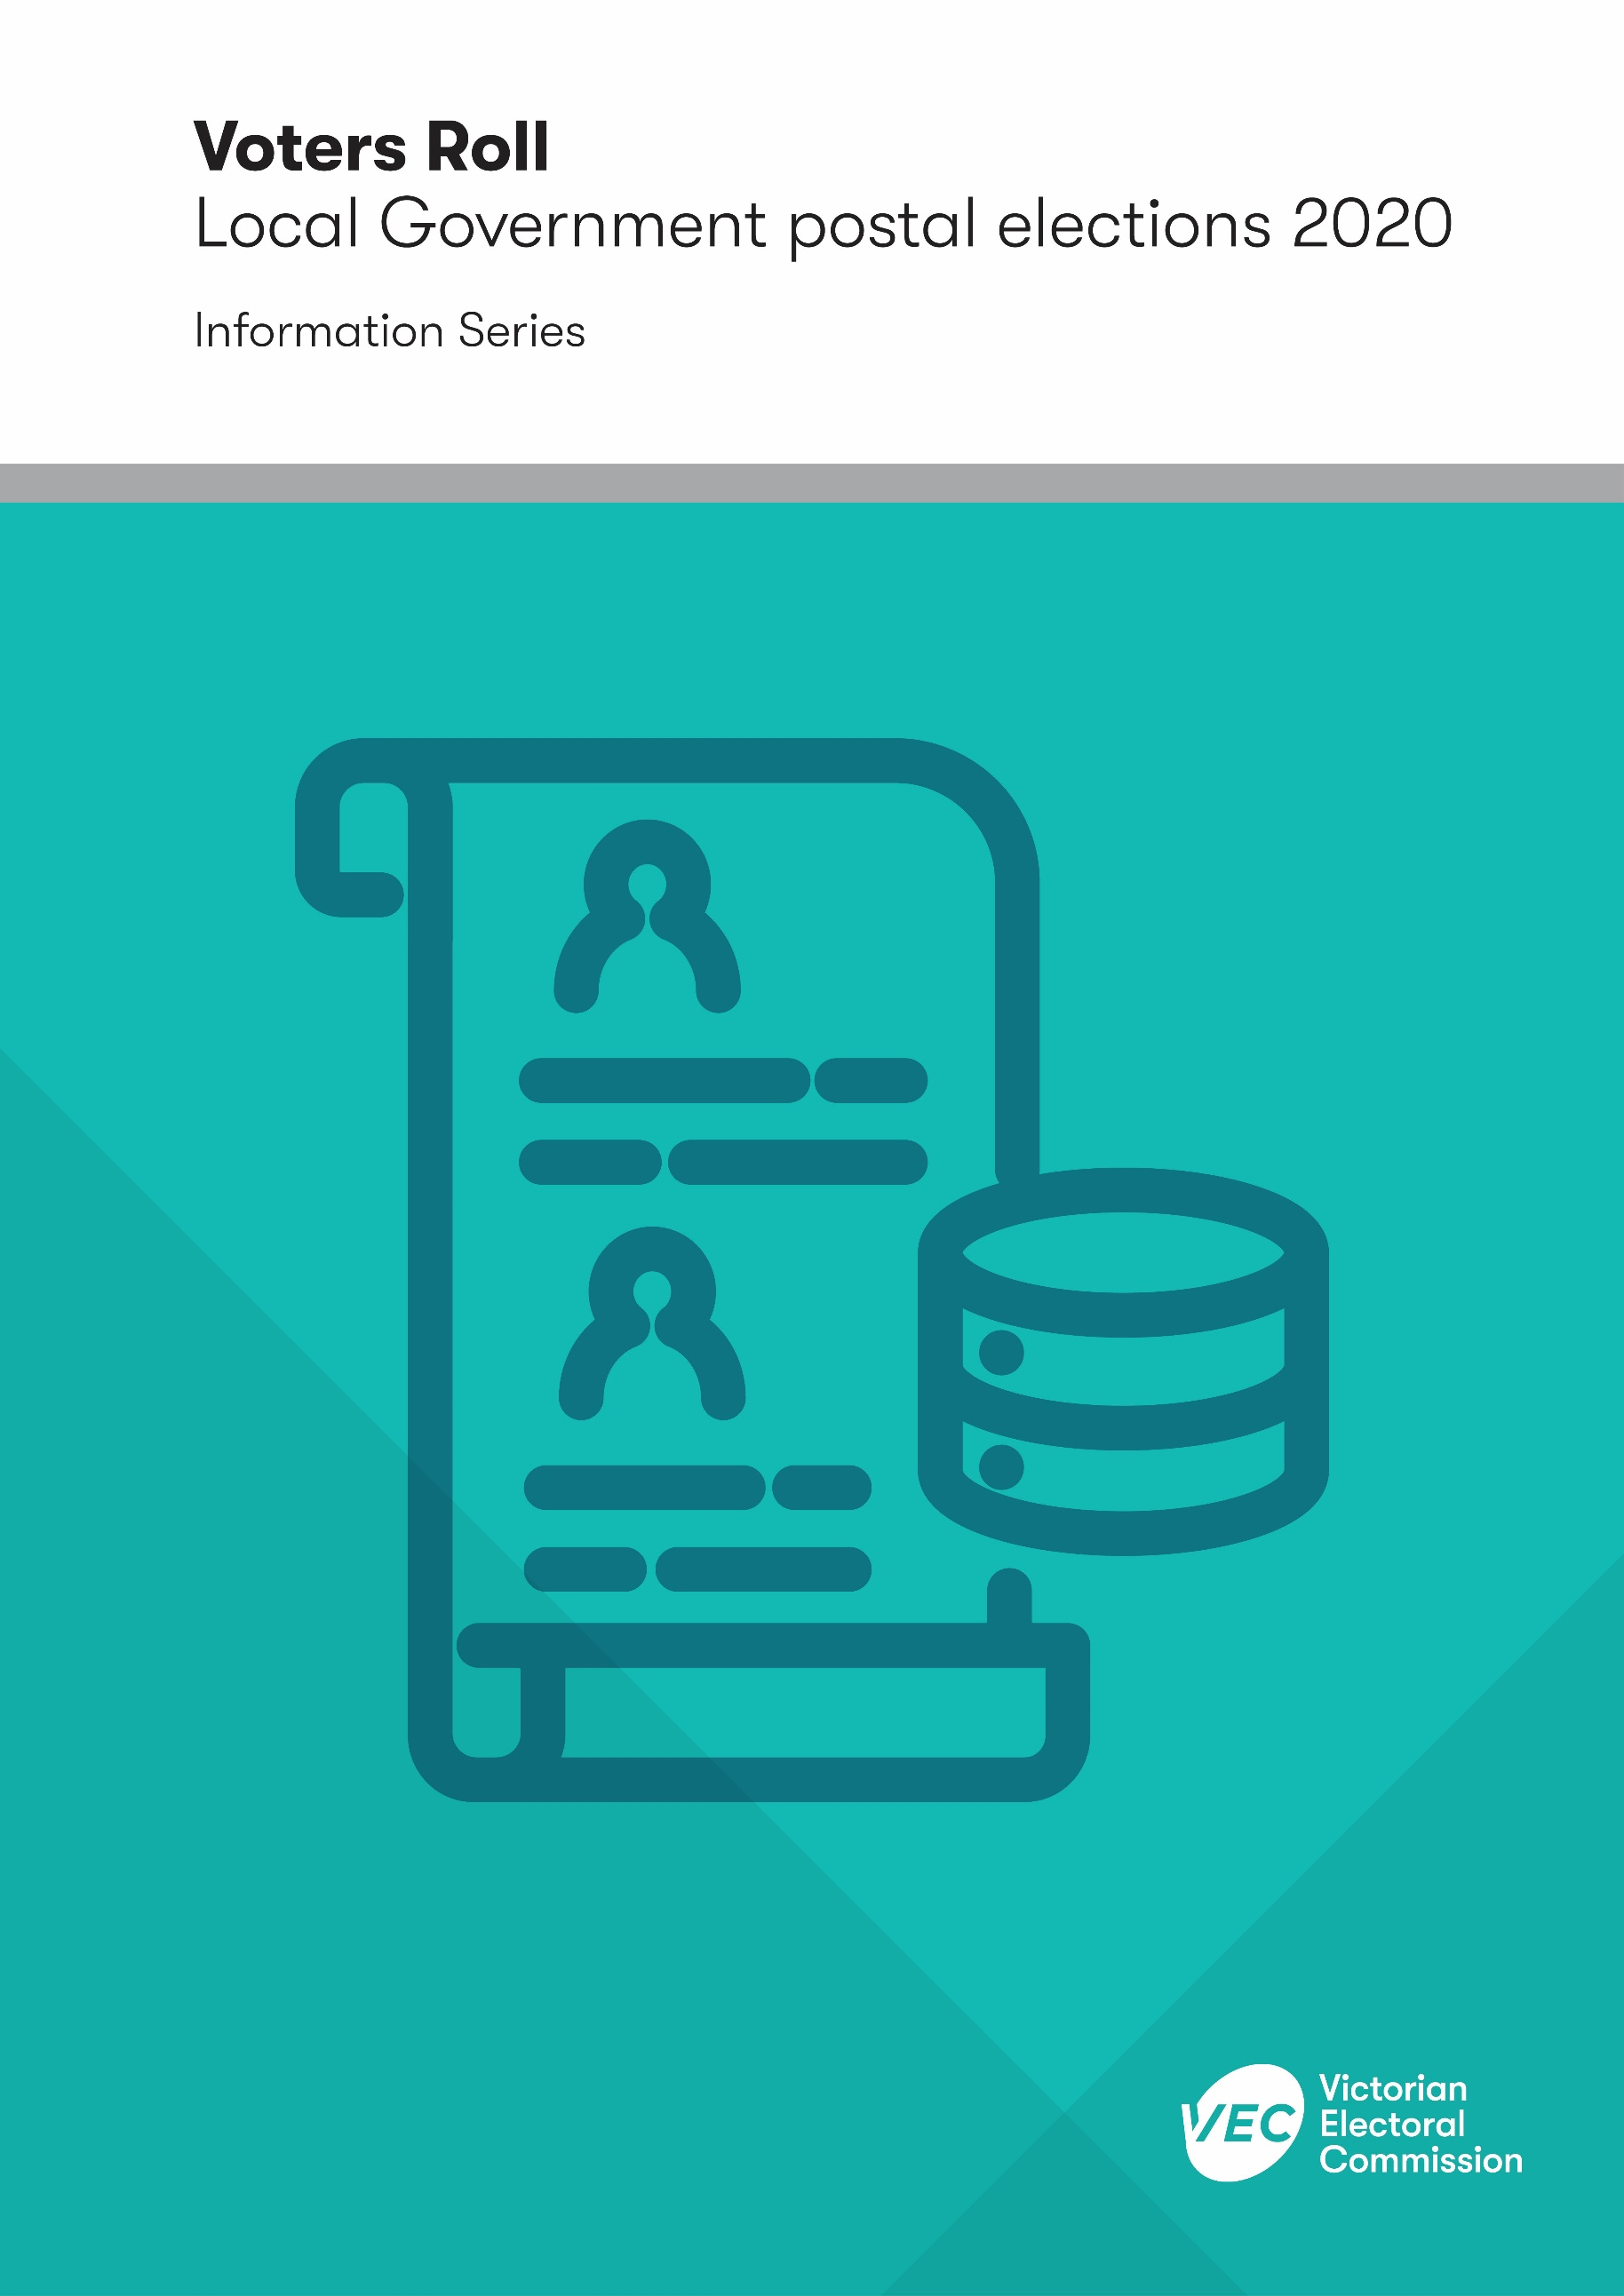 Voters Roll
Local Government postal elections 2020
Information Series
VEC
Victorian
Electoral
Commission